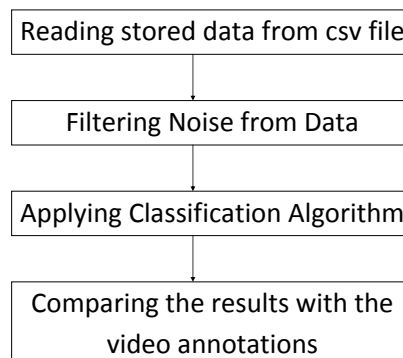 Reading stored data from csv file
Filtering Noise from Data
Applying Classification Algorithm
Comparing the results with the
video annotations